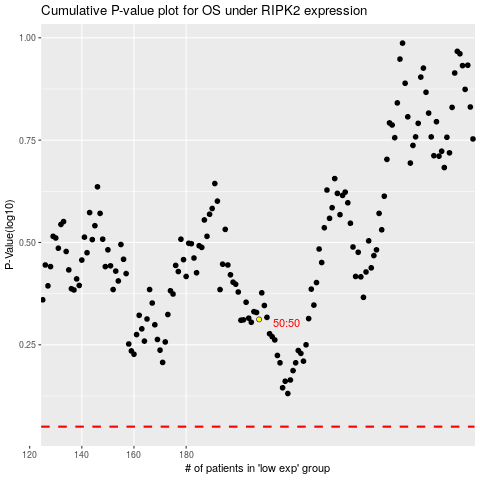 Cumulative P-value plot for OS under RIPK2 expression
P-Value(log10)
1.00
0.75
0.50
0.25
50:50
120 140 160 180
# of patients in 'low exp' group